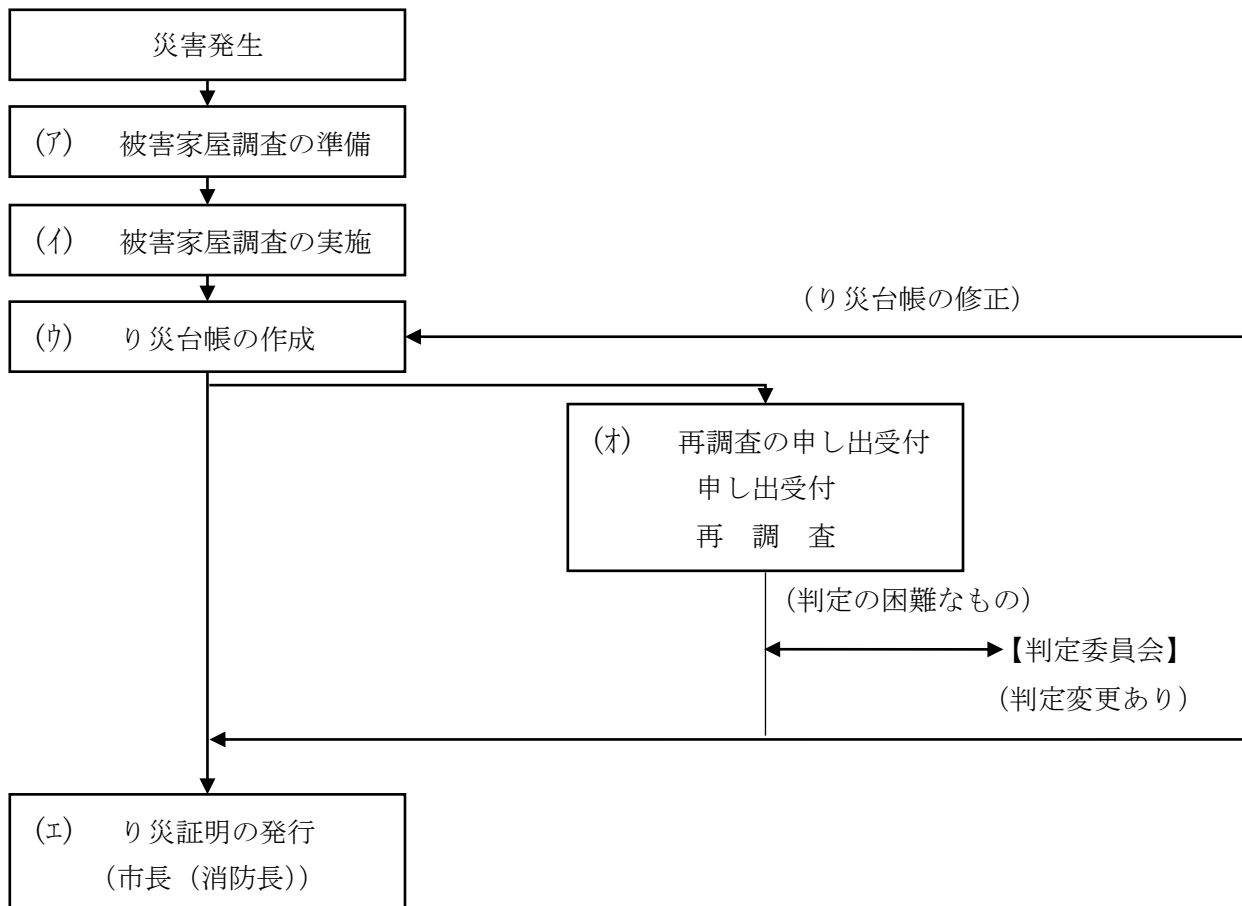 災害発生
(ア) 被害家屋調査の準備
(イ) 被害家屋調査の実施
(り災台帳の修正)
(ウ) り災台帳の作成
(オ) 再調査の申し出受付
申し出受付
再 調 査
(判定の困難なもの)
【判定委員会】
(判定変更あり)
(エ) り災証明の発行
(市長(消防長))